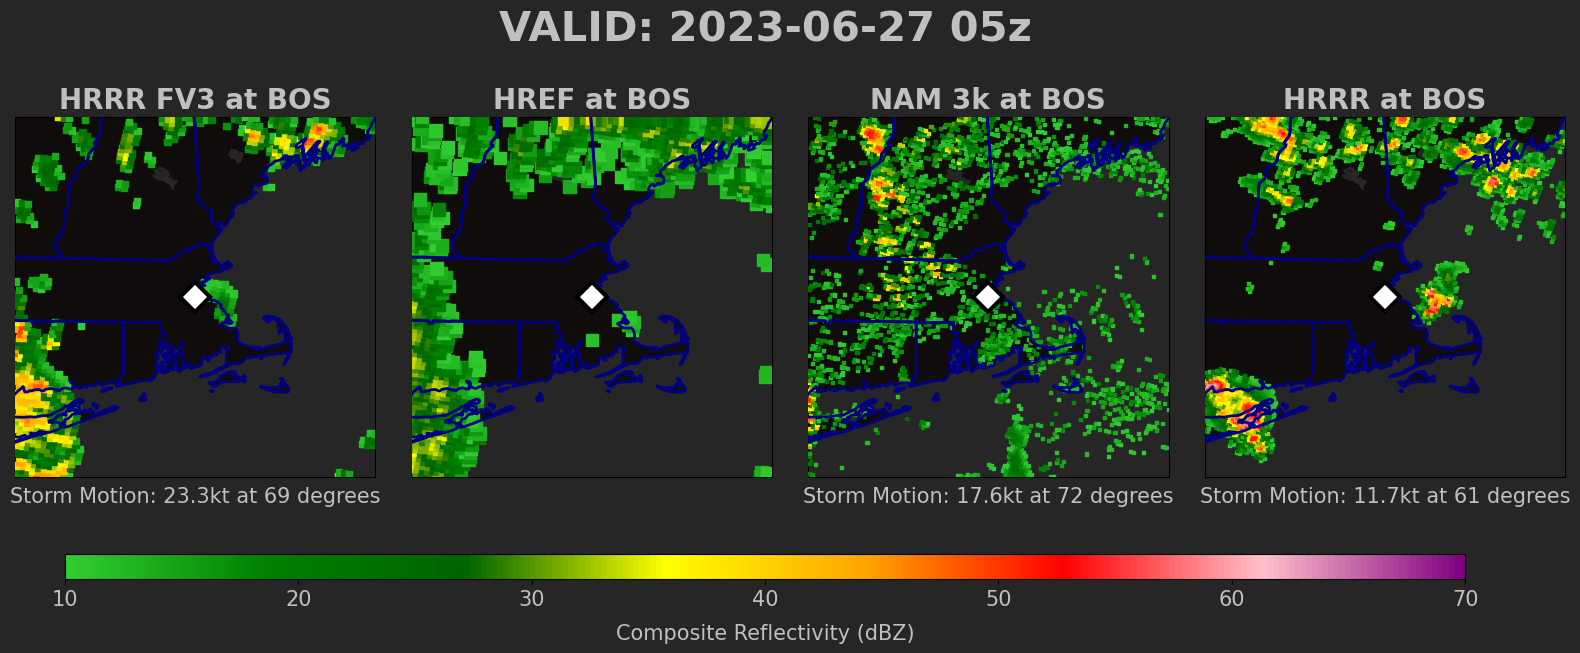 VALID: 2023-06-27 05z
HRRR FV3 at BOS
HREF at BOS
NAM 3k at BOS
HRRR at BOS
Storm Motion: 23.3kt at 69 degrees
Storm Motion: 17.6kt at 72 degrees
Storm Motion: 11.7kt at 61 degrees
10 20 30 40 50 60 70
Composite Reflectivity (dBZ)